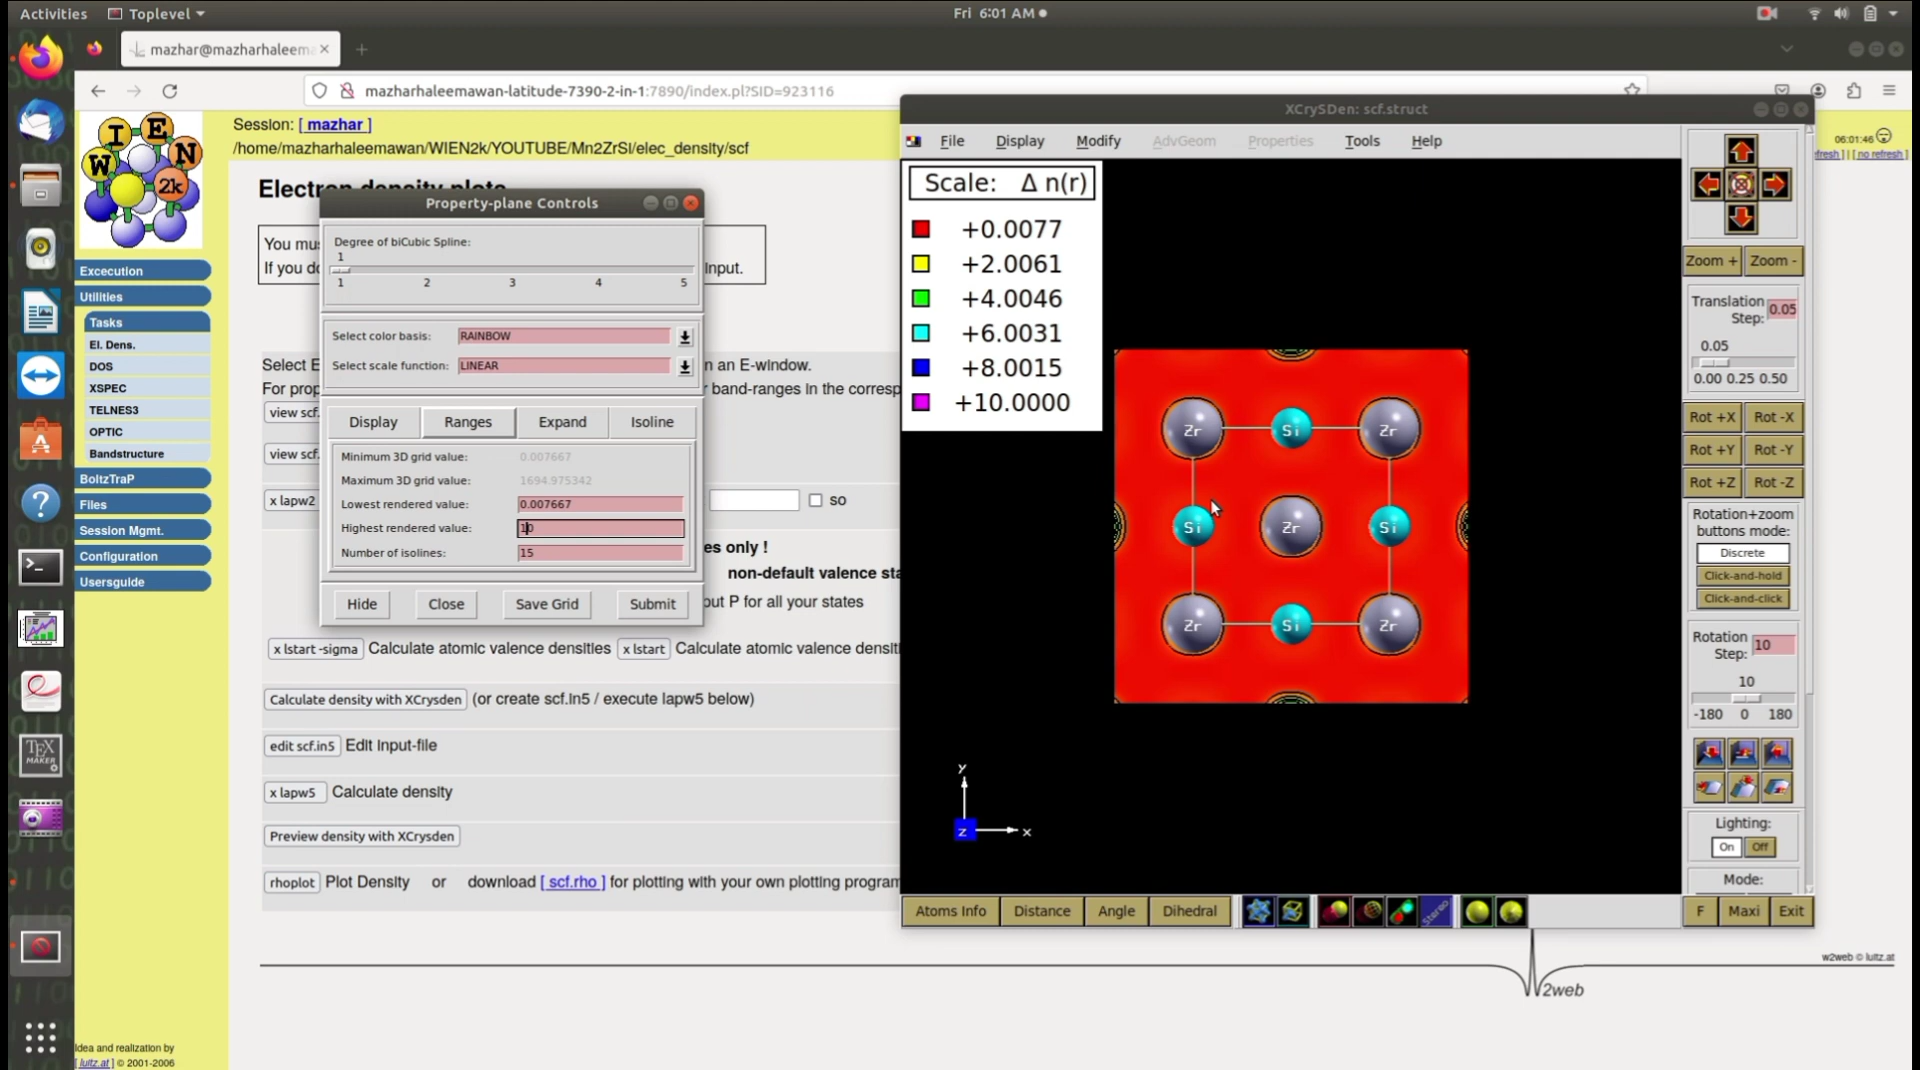 Activities
Toplevel
Fri 6:01 AM
mazhar@mazharhaleem
mazharhaleemawan-latitude-7390-2-in-1:7890/index.pl?SID=923116
W I E N 2k
Session: [ mazhar ]
/home/mazharhaleemawan/WIEN2k/YOUTUBE/Mn2ZrSi/elec_density/scf
06:01:46
[ no refresh ]
Excecution
Utilities
Tasks
El. Dens.
DOS
XSPEC
TELNES3
OPTIC
Bandstructure
BoltzTraP
Files
Session Mgmt.
Configuration
Usersguide
Idea and realization by
[ luitz.at ] © 2001-2006
Electron density plots
You mu
If you do
input.
Select E
n an E-window.
For prop
r band-ranges in the corresp
view scf.
view scf.
x lapw2
so
es only !
non-default valence sta
put P for all your states
x lstart -sigma Calculate atomic valence densities x lstart Calculate atomic valence densiti
Calculate density with XCrysden (or create scf.in5 / execute lapw5 below)
edit scf.in5 Edit input-file
x lapw5 Calculate density
Preview density with XCrysden
rhoplot Plot Density or download [ scf.rho ] for plotting with your own plotting program
w2web © luitz.at
2web
Property-plane Controls
Degree of biCubic Spline:
1
1 2 3 4 5
Select color basis: RAINBOW
Select scale function: LINEAR
Display Ranges Expand Isoline
Minimum 3D grid value: 0.007667
Maximum 3D grid value: 1694.975342
Lowest rendered value: 0.007667
Highest rendered value: 10
Number of isolines: 15
Hide Close Save Grid Submit
XCrySDen: scf.struct
File Display Modify AdvGeom Properties Tools Help
Scale: Δ n(r)
+0.0077
+2.0061
+4.0046
+6.0031
+8.0015
+10.0000
Zr Si Zr
Si Zr Si
Zr Si Zr
y
z x
Zoom + Zoom -
Translation
Step: 0.05
0.05
0.00 0.25 0.50
Rot +X Rot -X
Rot +Y Rot -Y
Rot +Z Rot -Z
Rotation+zoom
buttons mode:
Discrete
Click-and-hold
Click-and-click
Rotation
Step: 10
10
-180 0 180
Lighting:
On Off
Mode:
Atoms Info Distance Angle Dihedral
Stereo
F Maxi Exit
TEX
MAKER